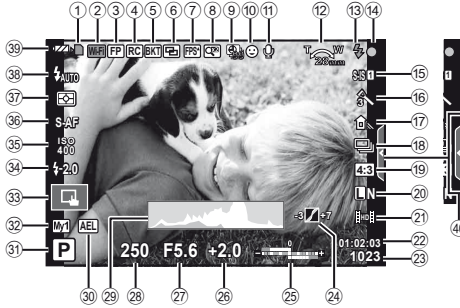 1 2 3 4 5 6 7 8 9 10 11 12 13 14
39 Wi-Fi FP RC BKT FPS T W
28mm
38 AUTO S-IS 1 15
37 3 16
36 S-AF 17
35 ISO 400 18
34 -2.0 4:3 19
33 L N 20
HD 21
32 My1 AEL -3 +7 01:02:03 22
31 P 250 F5.6 +2.0 - 0 + 1023 23
30 29 28 27 26 25 24
1